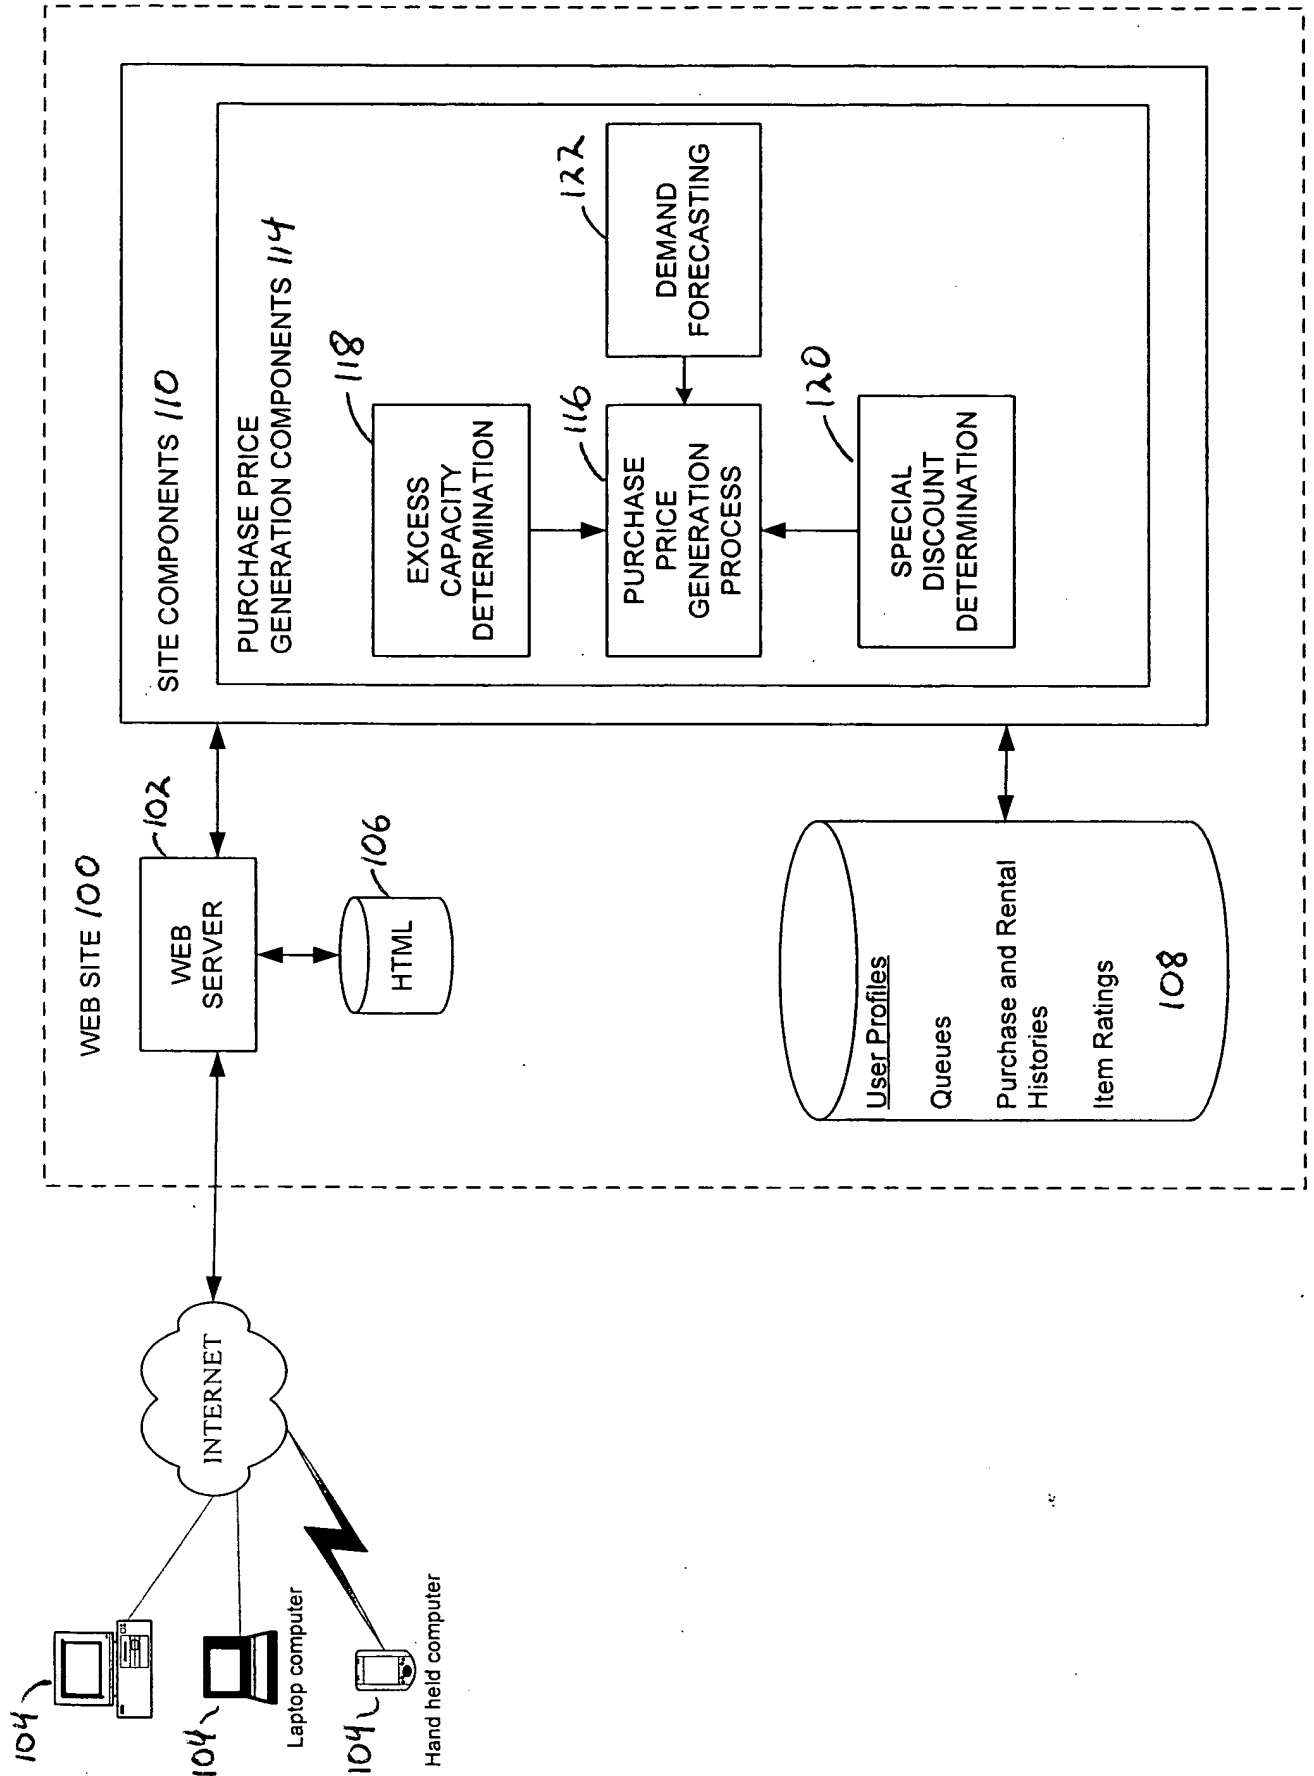 104
104
Laptop computer
104
Hand held computer
INTERNET
WEB SITE 100
102
WEB
SERVER
106
HTML
User Profiles
Queues
Purchase and Rental
Histories
Item Ratings
108
SITE COMPONENTS 110
PURCHASE PRICE
GENERATION COMPONENTS 114
118
EXCESS
CAPACITY
DETERMINATION
116
PURCHASE
PRICE
GENERATION
PROCESS
122
DEMAND
FORECASTING
120
SPECIAL
DISCOUNT
DETERMINATION